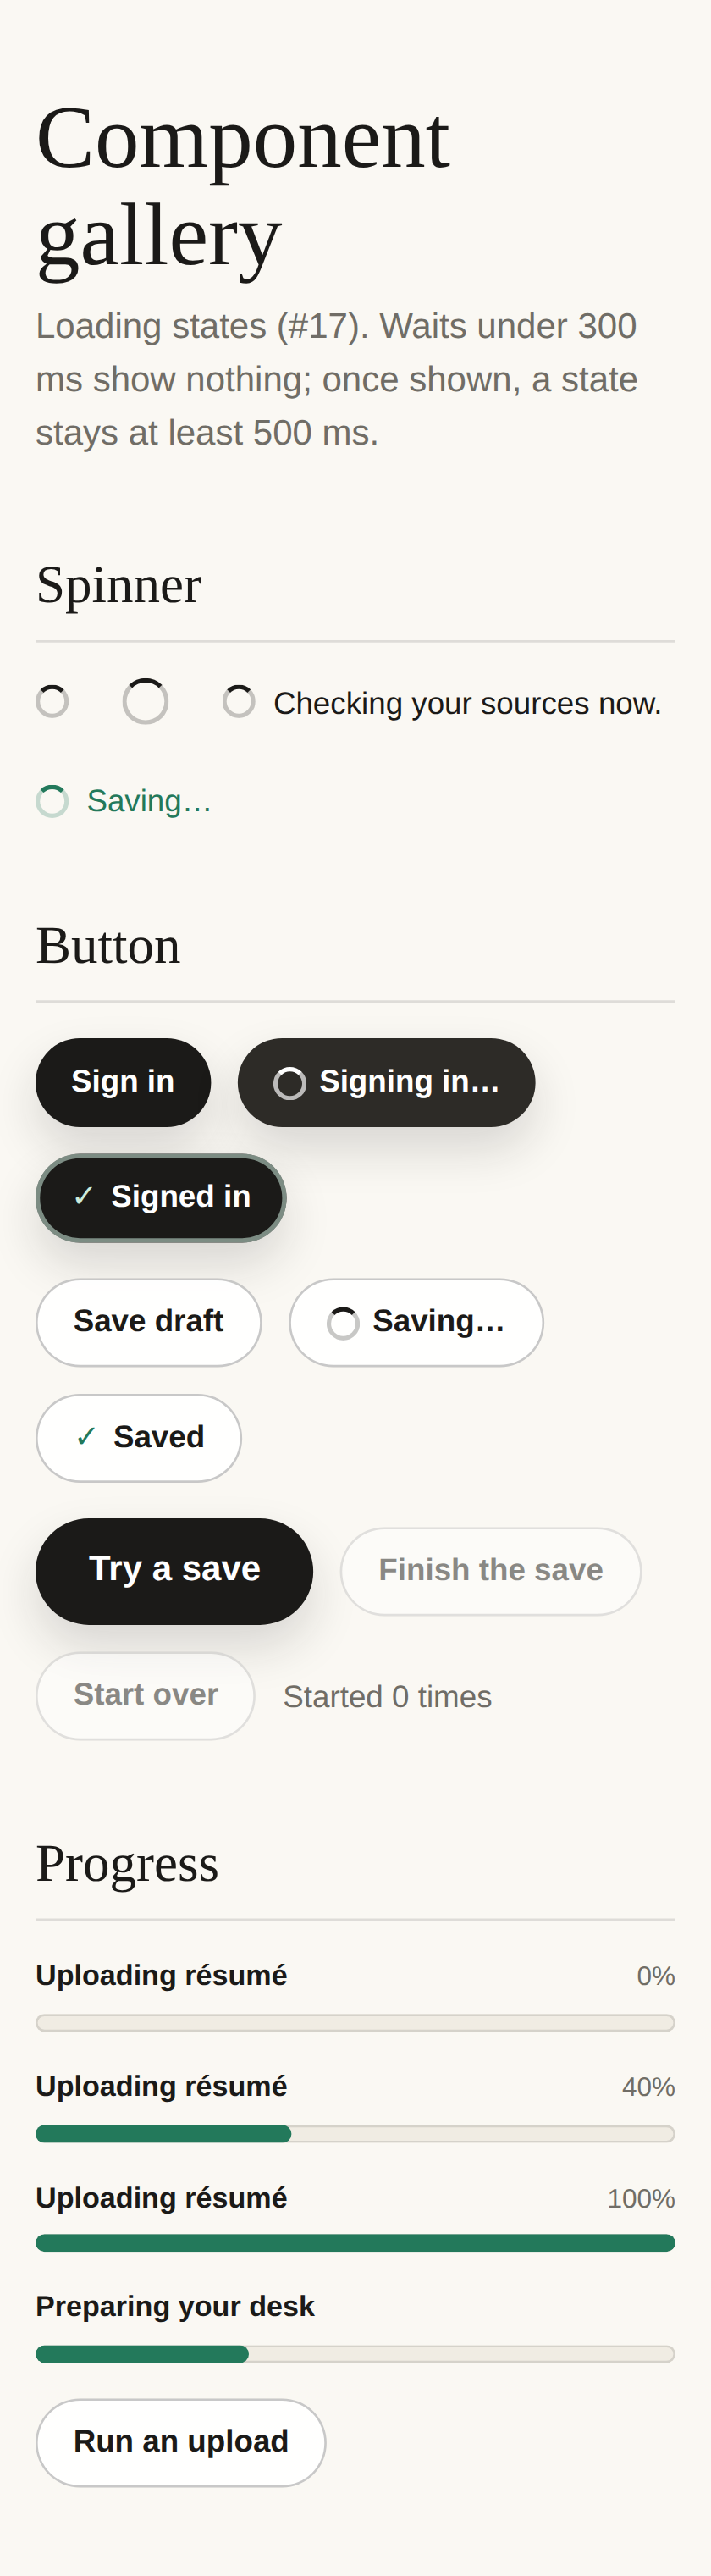 Component
gallery
Loading states (#17). Waits under 300
ms show nothing; once shown, a state
stays at least 500 ms.
Spinner
Checking your sources now.
Saving…
Button
Sign in
Signing in…
✓ Signed in
Save draft
Saving…
✓ Saved
Try a save
Finish the save
Start over
Started 0 times
Progress
Uploading résumé 0%
Uploading résumé 40%
Uploading résumé 100%
Preparing your desk
Run an upload